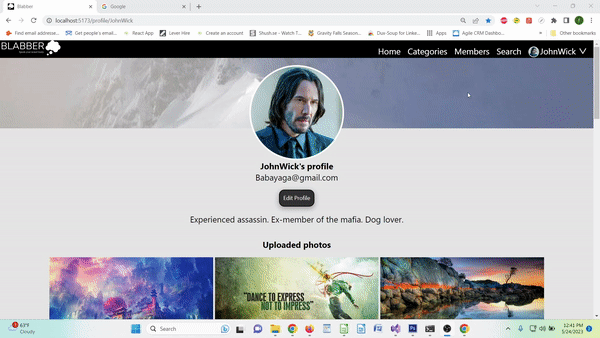 Blabber
Google
localhost:5173/profile/JohnWick
Find email addresse...
Get people's email...
React App
Lever Hire
Create an account
Shush.se - Watch T...
Gravity Falls Season...
Dux-Soup for Linke...
Apps
Agile CRM Dashbo...
Other bookmarks
BLABBER
Home
Categories
Members
Search
JohnWick
JohnWick's profile
Babayaga@gmail.com
Edit Profile
Experienced assassin. Ex-member of the mafia. Dog lover.
Uploaded photos
"DANCE TO EXPRESS
NOT TO IMPRESS"
63°F
Cloudy
Search
12:41 PM
5/24/2023